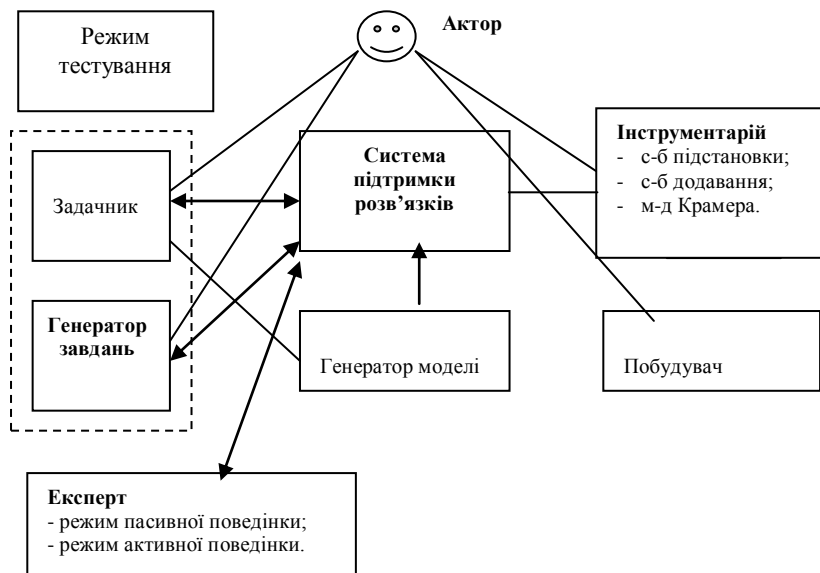 Режим
тестування
Актор
Задачник
Система
підтримки
розв’язків
Інструментарій
- с-б підстановки;
- с-б додавання;
- м-д Крамера.
Генератор
завдань
Генератор моделі
Побудувач
Експерт
- режим пасивної поведінки;
- режим активної поведінки.